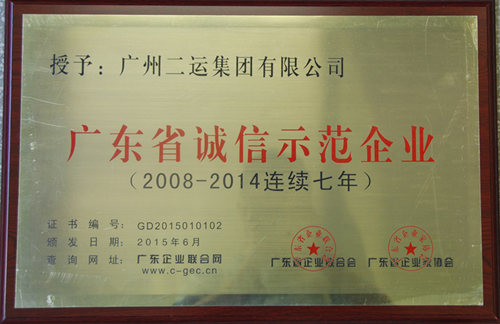 授予：广州二运集团有限公司
广东省诚信示范企业
（2008-2014连续七年）
证书编号：GD2015010102
颁发日期：2015年6月
查询网址：广东企业联合网
www.c-gec.cn
广东省企业联合会 广东省企业家协会